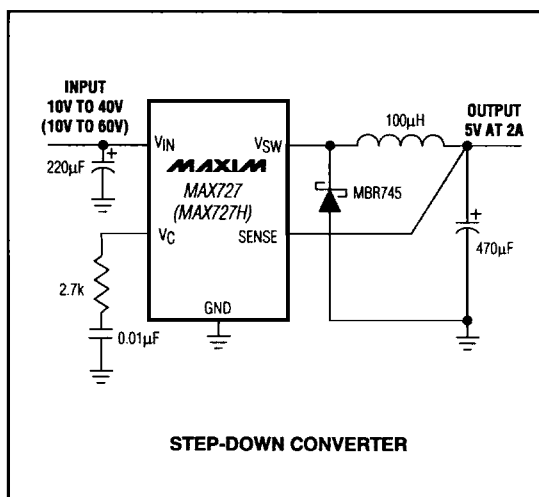 INPUT
10V TO 40V
(10V TO 60V)
OUTPUT
5V AT 2A
100µH
VIN
VSW
220µF
+
MAXIM
MAX727
(MAX727H)
MBR745
VC
SENSE
+
470µF
2.7k
GND
0.01µF
STEP-DOWN CONVERTER